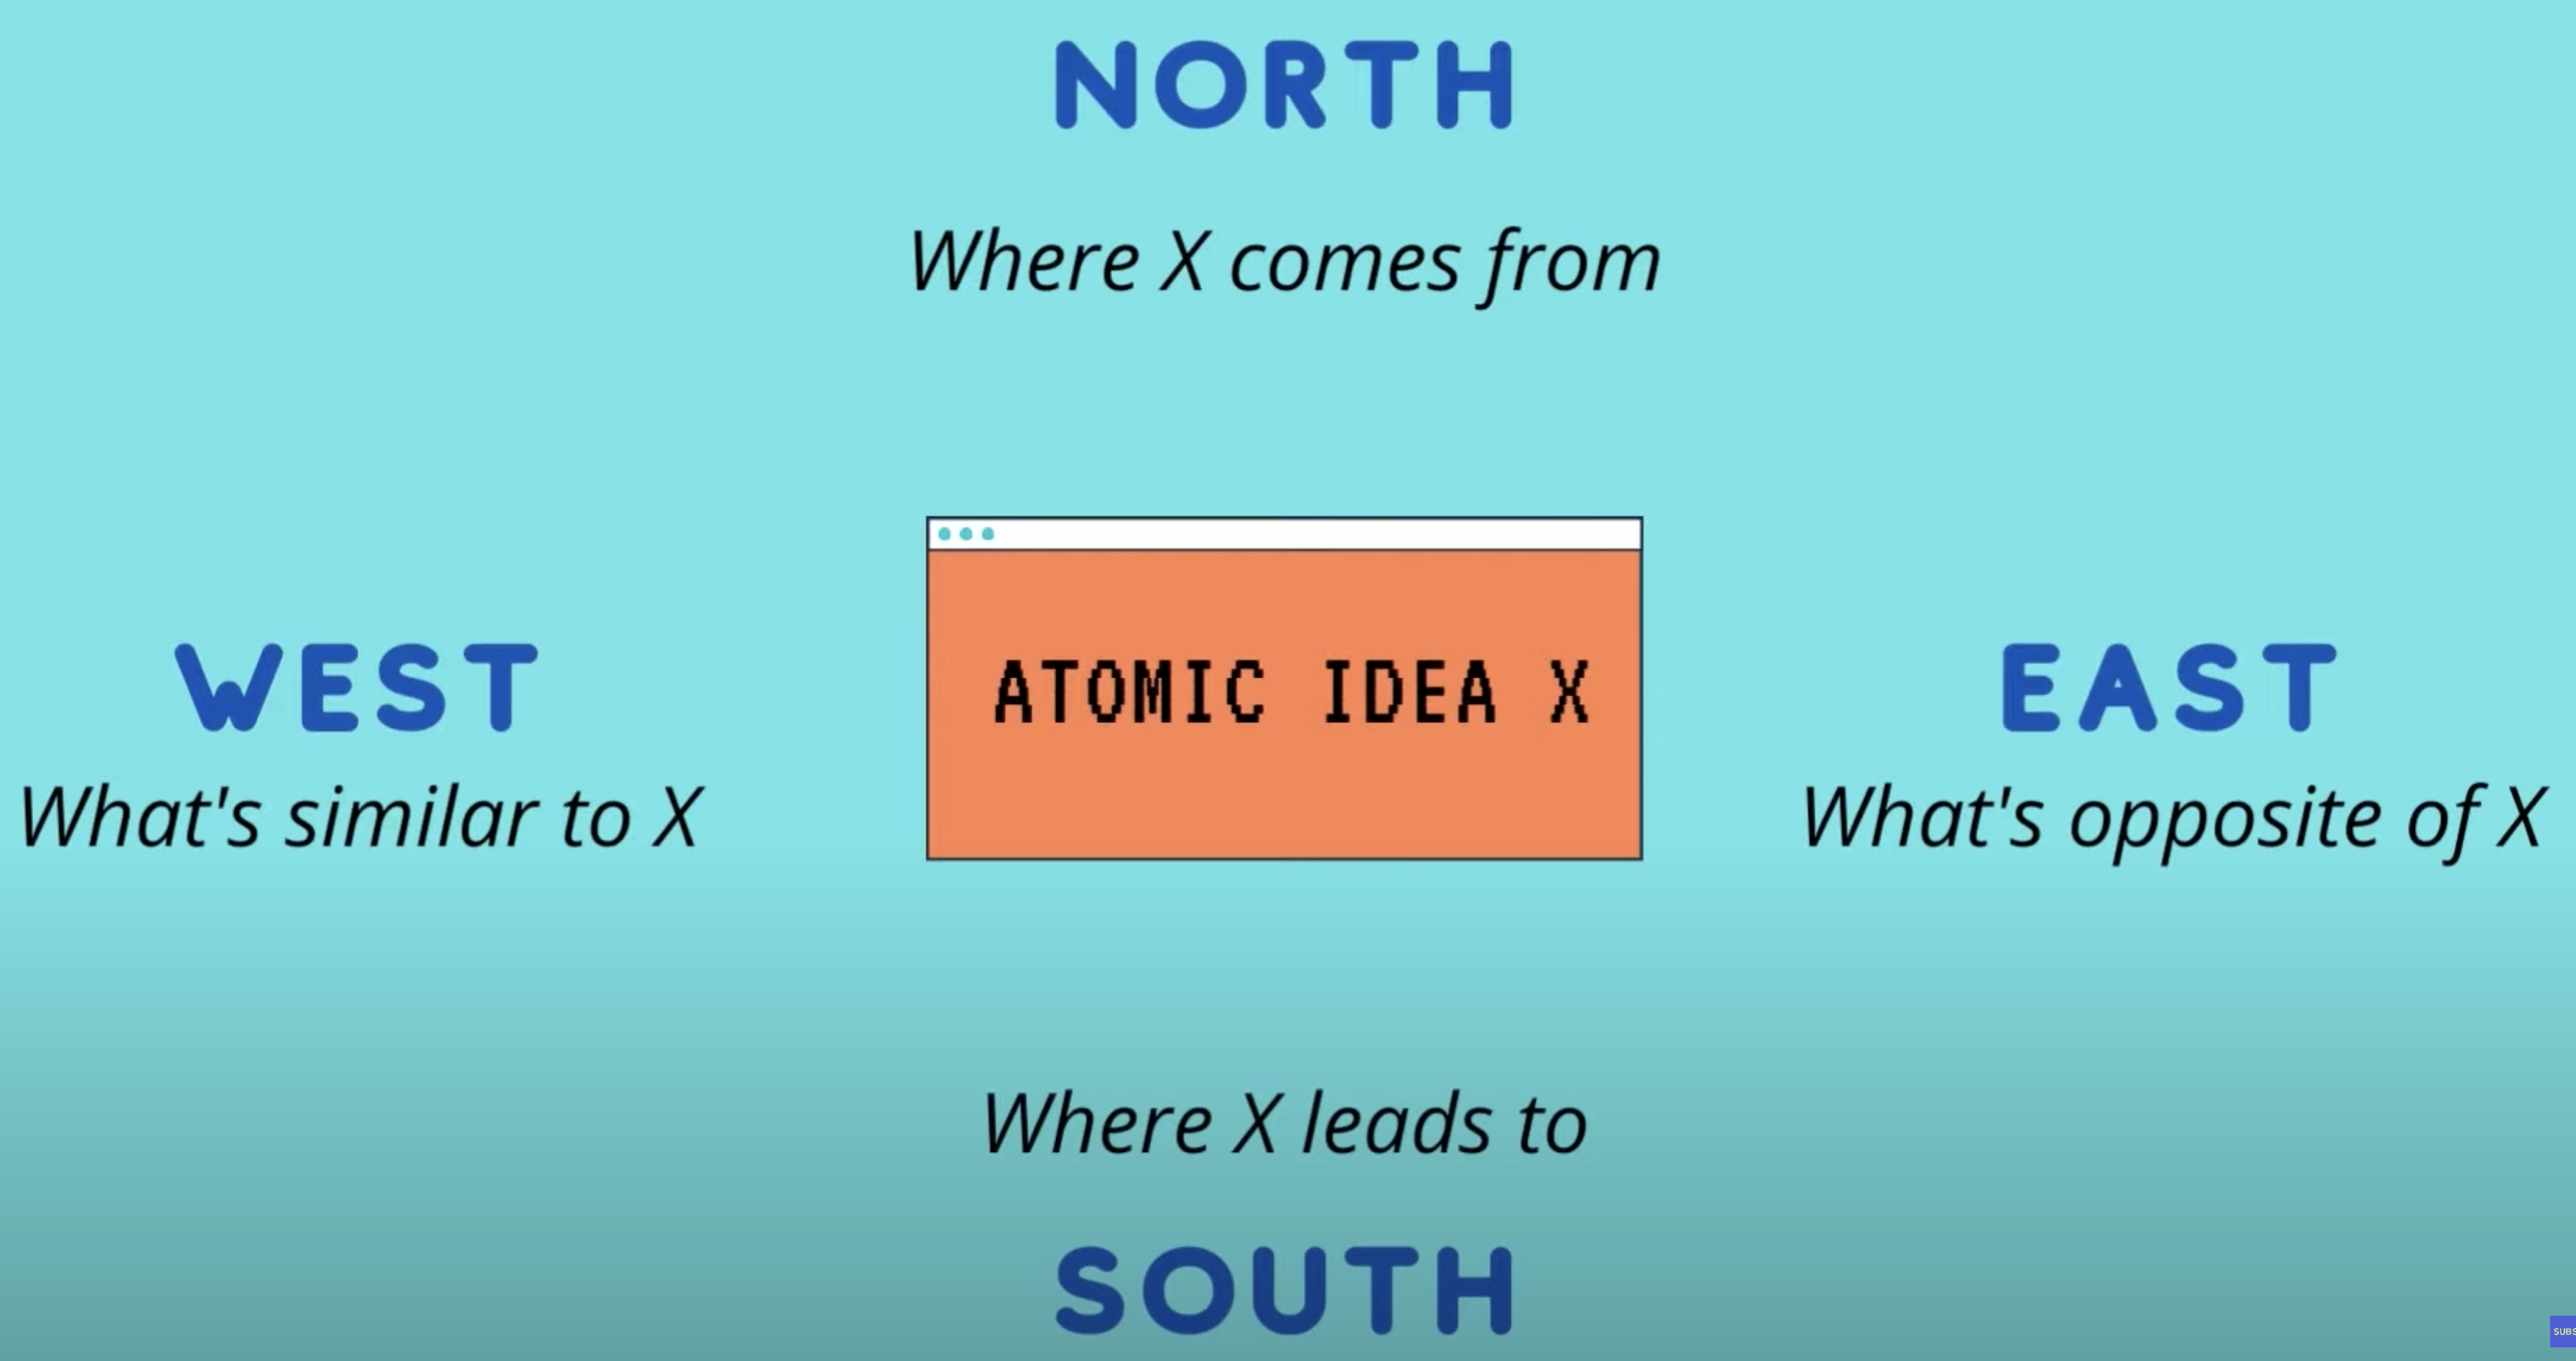 NORTH
Where X comes from
ATOMIC IDEA X
WEST
What's similar to X
EAST
What's opposite of X
Where X leads to
SOUTH
SUBS